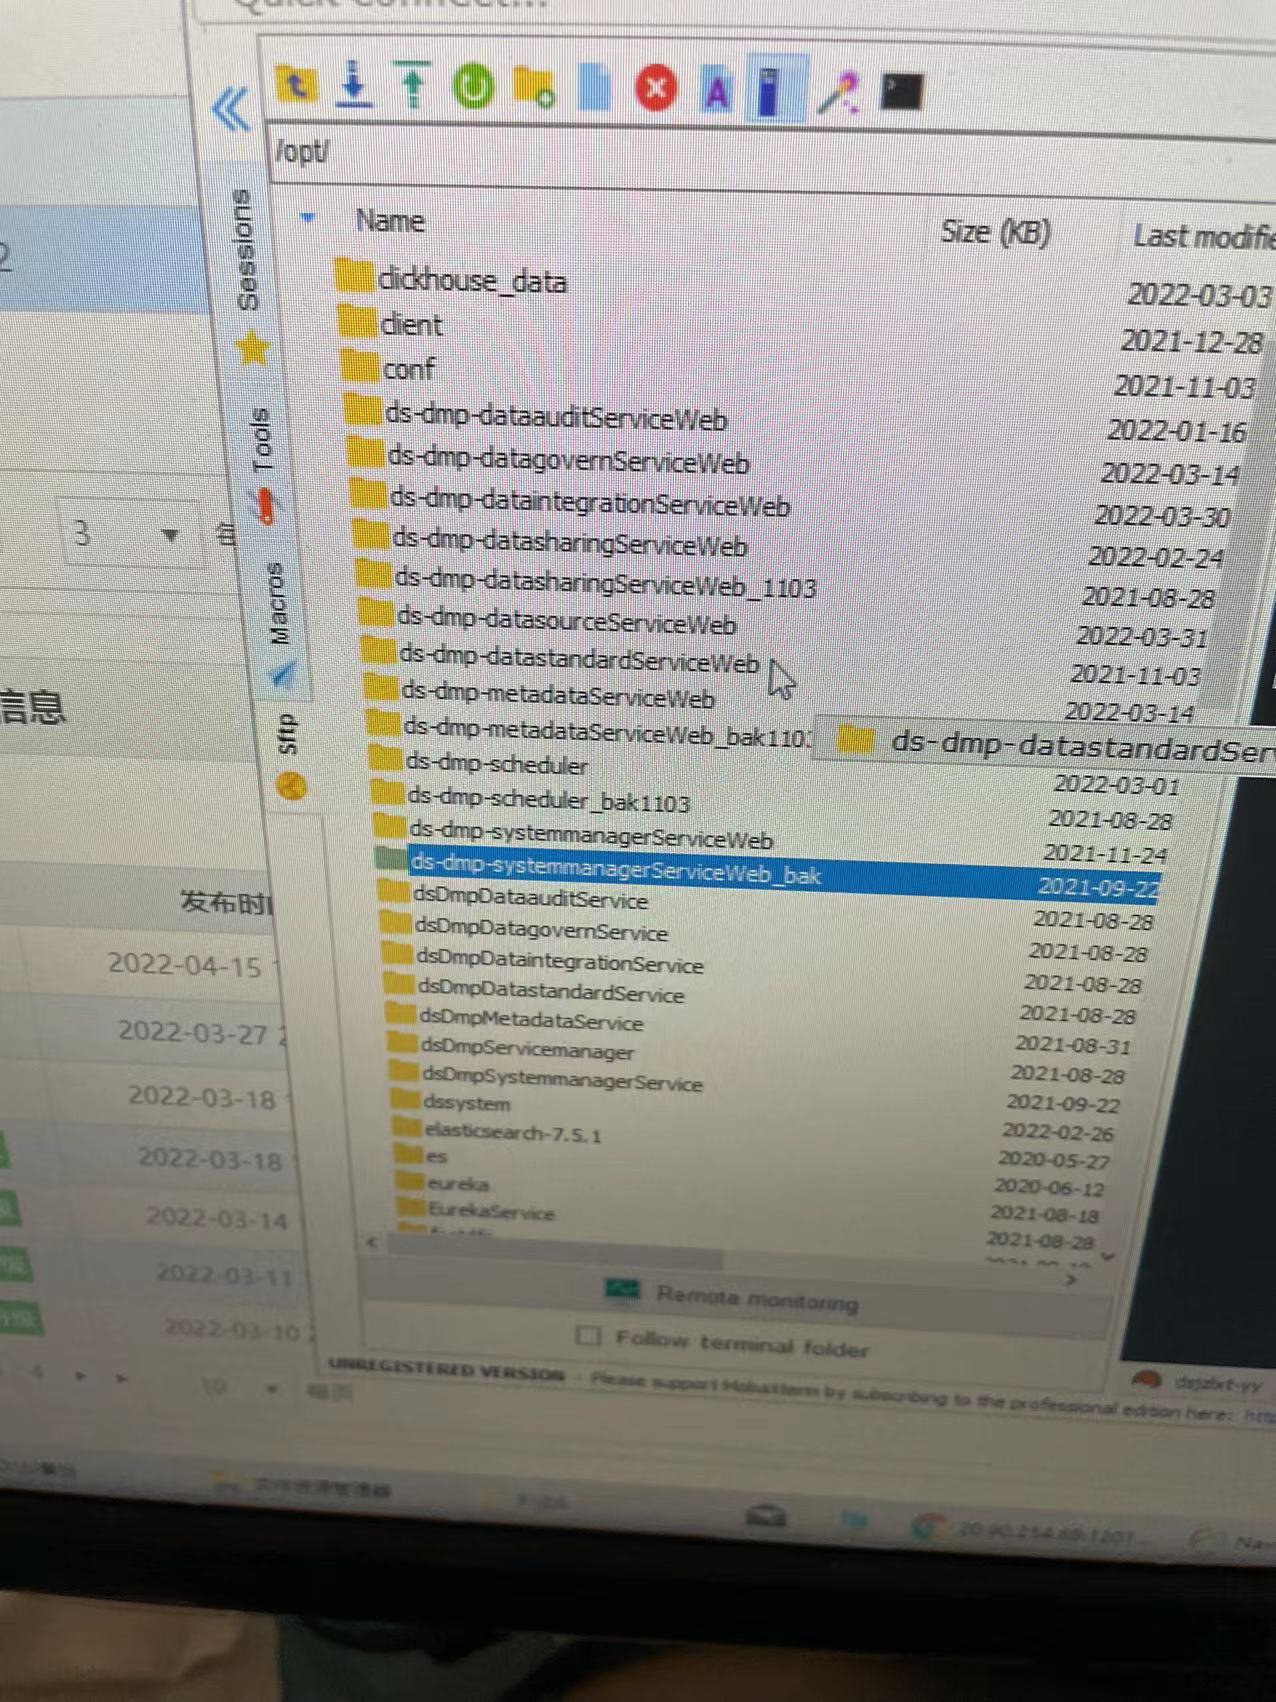 /opt/
Name Size (KB) Last modifie
clickhouse_data 2022-03-03
client 2021-12-28
conf 2021-11-03
ds-dmp-dataauditServiceWeb 2022-01-16
ds-dmp-datagovernServiceWeb 2022-03-14
ds-dmp-dataintegrationServiceWeb 2022-03-30
ds-dmp-datasharingServiceWeb 2022-02-24
ds-dmp-datasharingServiceWeb_1103 2021-08-28
ds-dmp-datasourceServiceWeb 2022-03-31
ds-dmp-datastandardServiceWeb 2021-11-03
ds-dmp-metadataServiceWeb 2022-03-14
ds-dmp-metadataServiceWeb_bak1103
ds-dmp-datastandardServ
ds-dmp-scheduler 2022-03-01
ds-dmp-scheduler_bak1103 2021-08-28
ds-dmp-systemmanagerServiceWeb 2021-11-24
ds-dmp-systemmanagerServiceWeb_bak 2021-09-22
dsDmpDataauditService 2021-08-28
dsDmpDatagovernService 2021-08-28
dsDmpDataintegrationService 2021-08-28
dsDmpDatastandardService 2021-08-28
dsDmpMetadataService 2021-08-31
dsDmpServicemanager 2021-08-28
dsDmpSystemmanagerService 2021-09-22
dssystem 2022-02-26
elasticsearch-7.5.1 2020-05-27
es 2020-06-12
eureka 2021-08-18
EurekaService 2021-08-28
Remote monitoring
Follow terminal folder
UNREGISTERED VERSION - Please support MobaXterm by subscribing to the professional edition here:
Sessions
Tools
Macros
Sftp
2
3
信息
发布时
2022-04-15
2022-03-27
2022-03-18
2022-03-18
2022-03-14
2022-03-11
2022-03-10
4
10